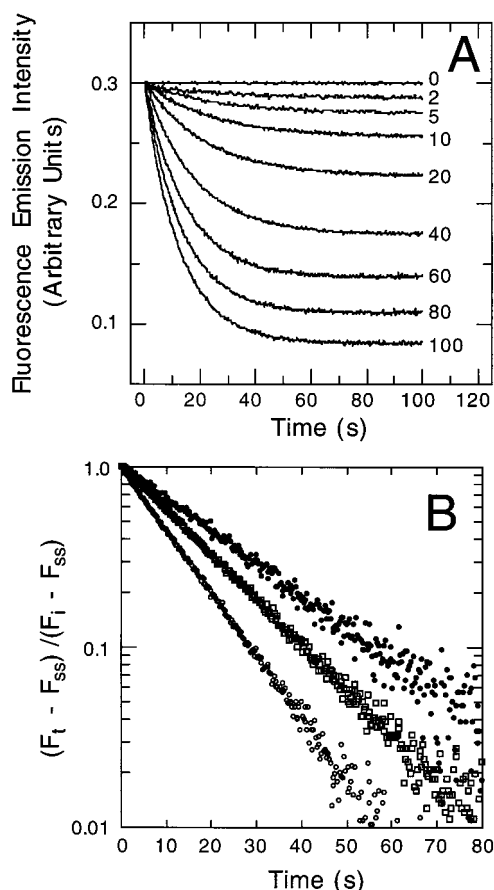 A
Fluorescence Emission Intensity
(Arbitrary Units)
0.3
0.2
0.1
0
2
5
10
20
40
60
80
100
0 20 40 60 80 100 120
Time (s)
B
(Ft - Fss) / (Fi - Fss)
1.0
0.1
0.01
0 10 20 30 40 50 60 70 80
Time (s)